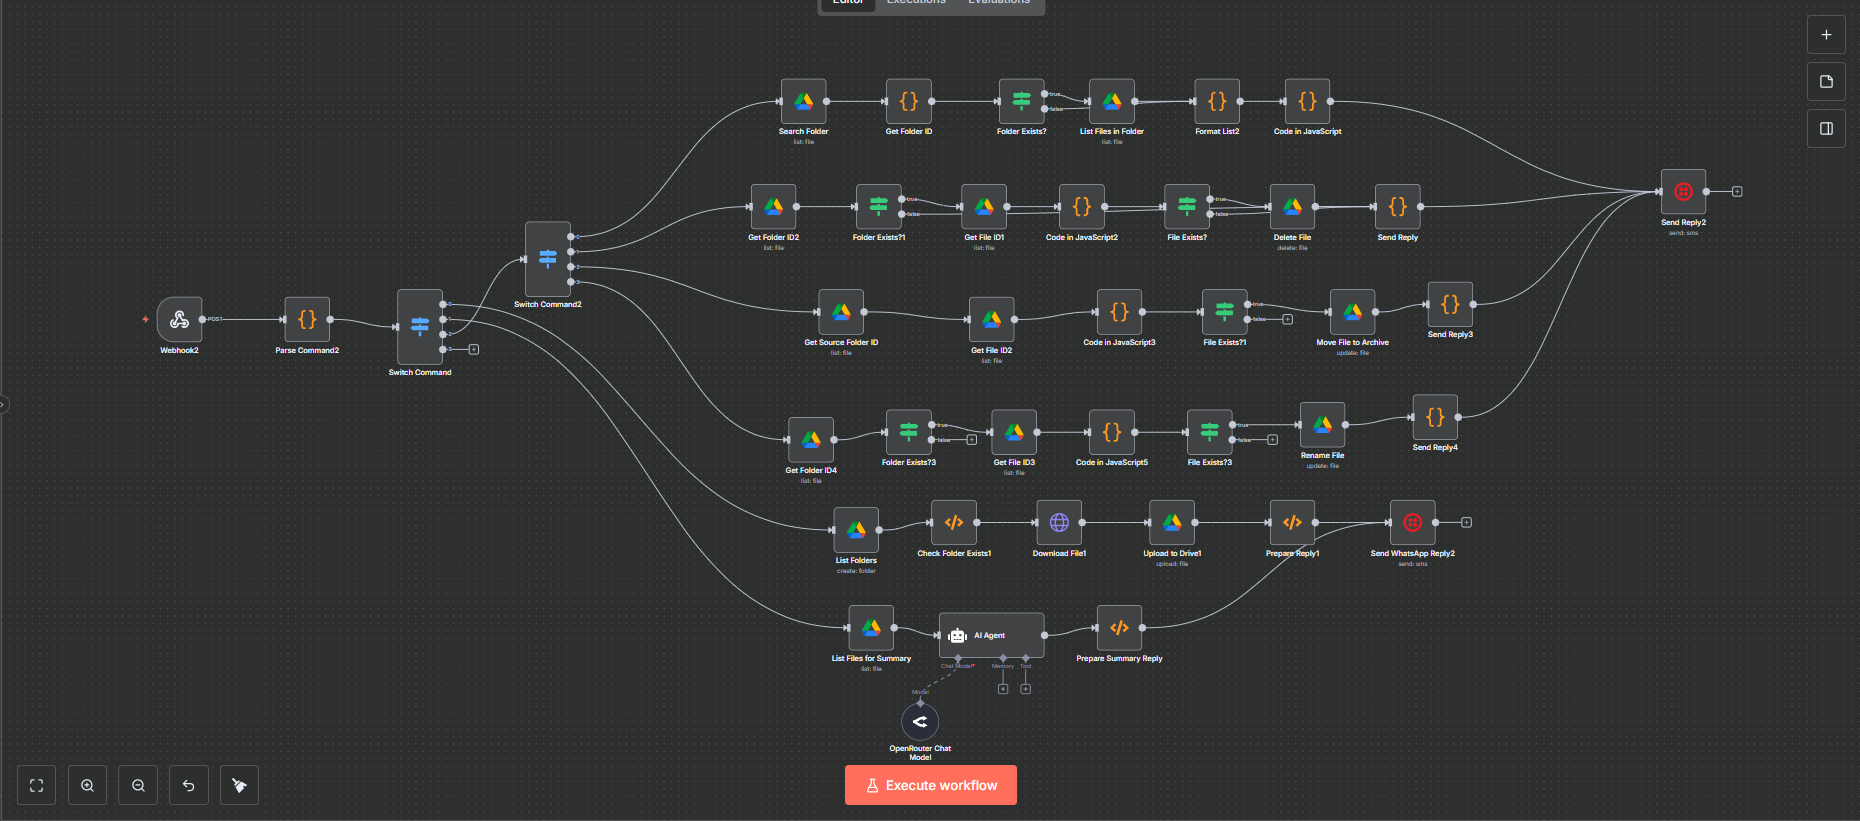 Editor Executions Evaluations
Search Folder
list: file
Get Folder ID
Folder Exists?
true
false
List Files in Folder
list: file
Format List2
Code in JavaScript
Get Folder ID2
list: file
Folder Exists?1
true
false
Get File ID1
list: file
Code in JavaScript2
File Exists?
true
false
Delete File
delete: file
Send Reply
Send Reply2
send: sms
Switch Command2
0
1
2
3
Webhook2
POST
Parse Command2
Switch Command
0
1
2
3
Get Source Folder ID
list: file
Get File ID2
list: file
Code in JavaScript3
File Exists?1
true
false
Move File to Archive
update: file
Send Reply3
Get Folder ID4
list: file
Folder Exists?3
true
false
Get File ID3
list: file
Code in JavaScript5
File Exists?3
true
false
Rename File
update: file
Send Reply4
List Folders
create: folder
Check Folder Exists1
Download File1
Upload to Drive1
upload: file
Prepare Reply1
Send WhatsApp Reply2
send: sms
List Files for Summary
list: file
AI Agent
Chat Model*
Memory
Tool
Prepare Summary Reply
Model
OpenRouter Chat
Model
Execute workflow